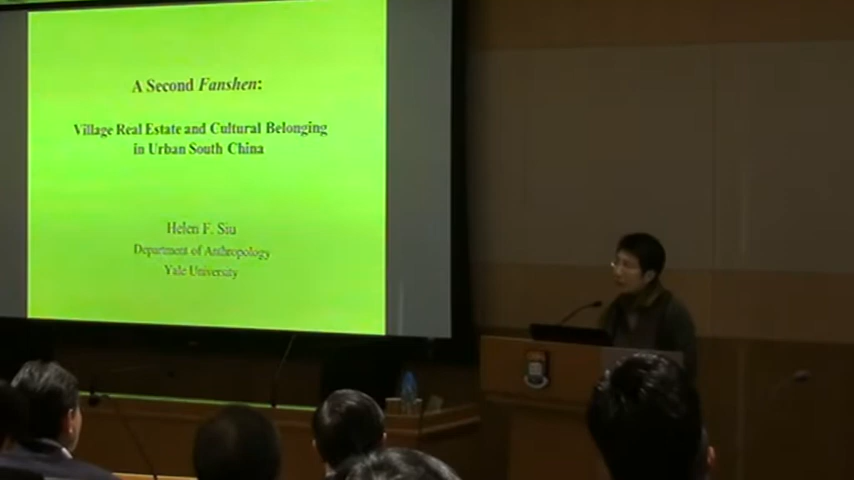 A Second Fanshen:
Village Real Estate and Cultural Belonging
in Urban South China
Helen F. Siu
Department of Anthropology
Yale University